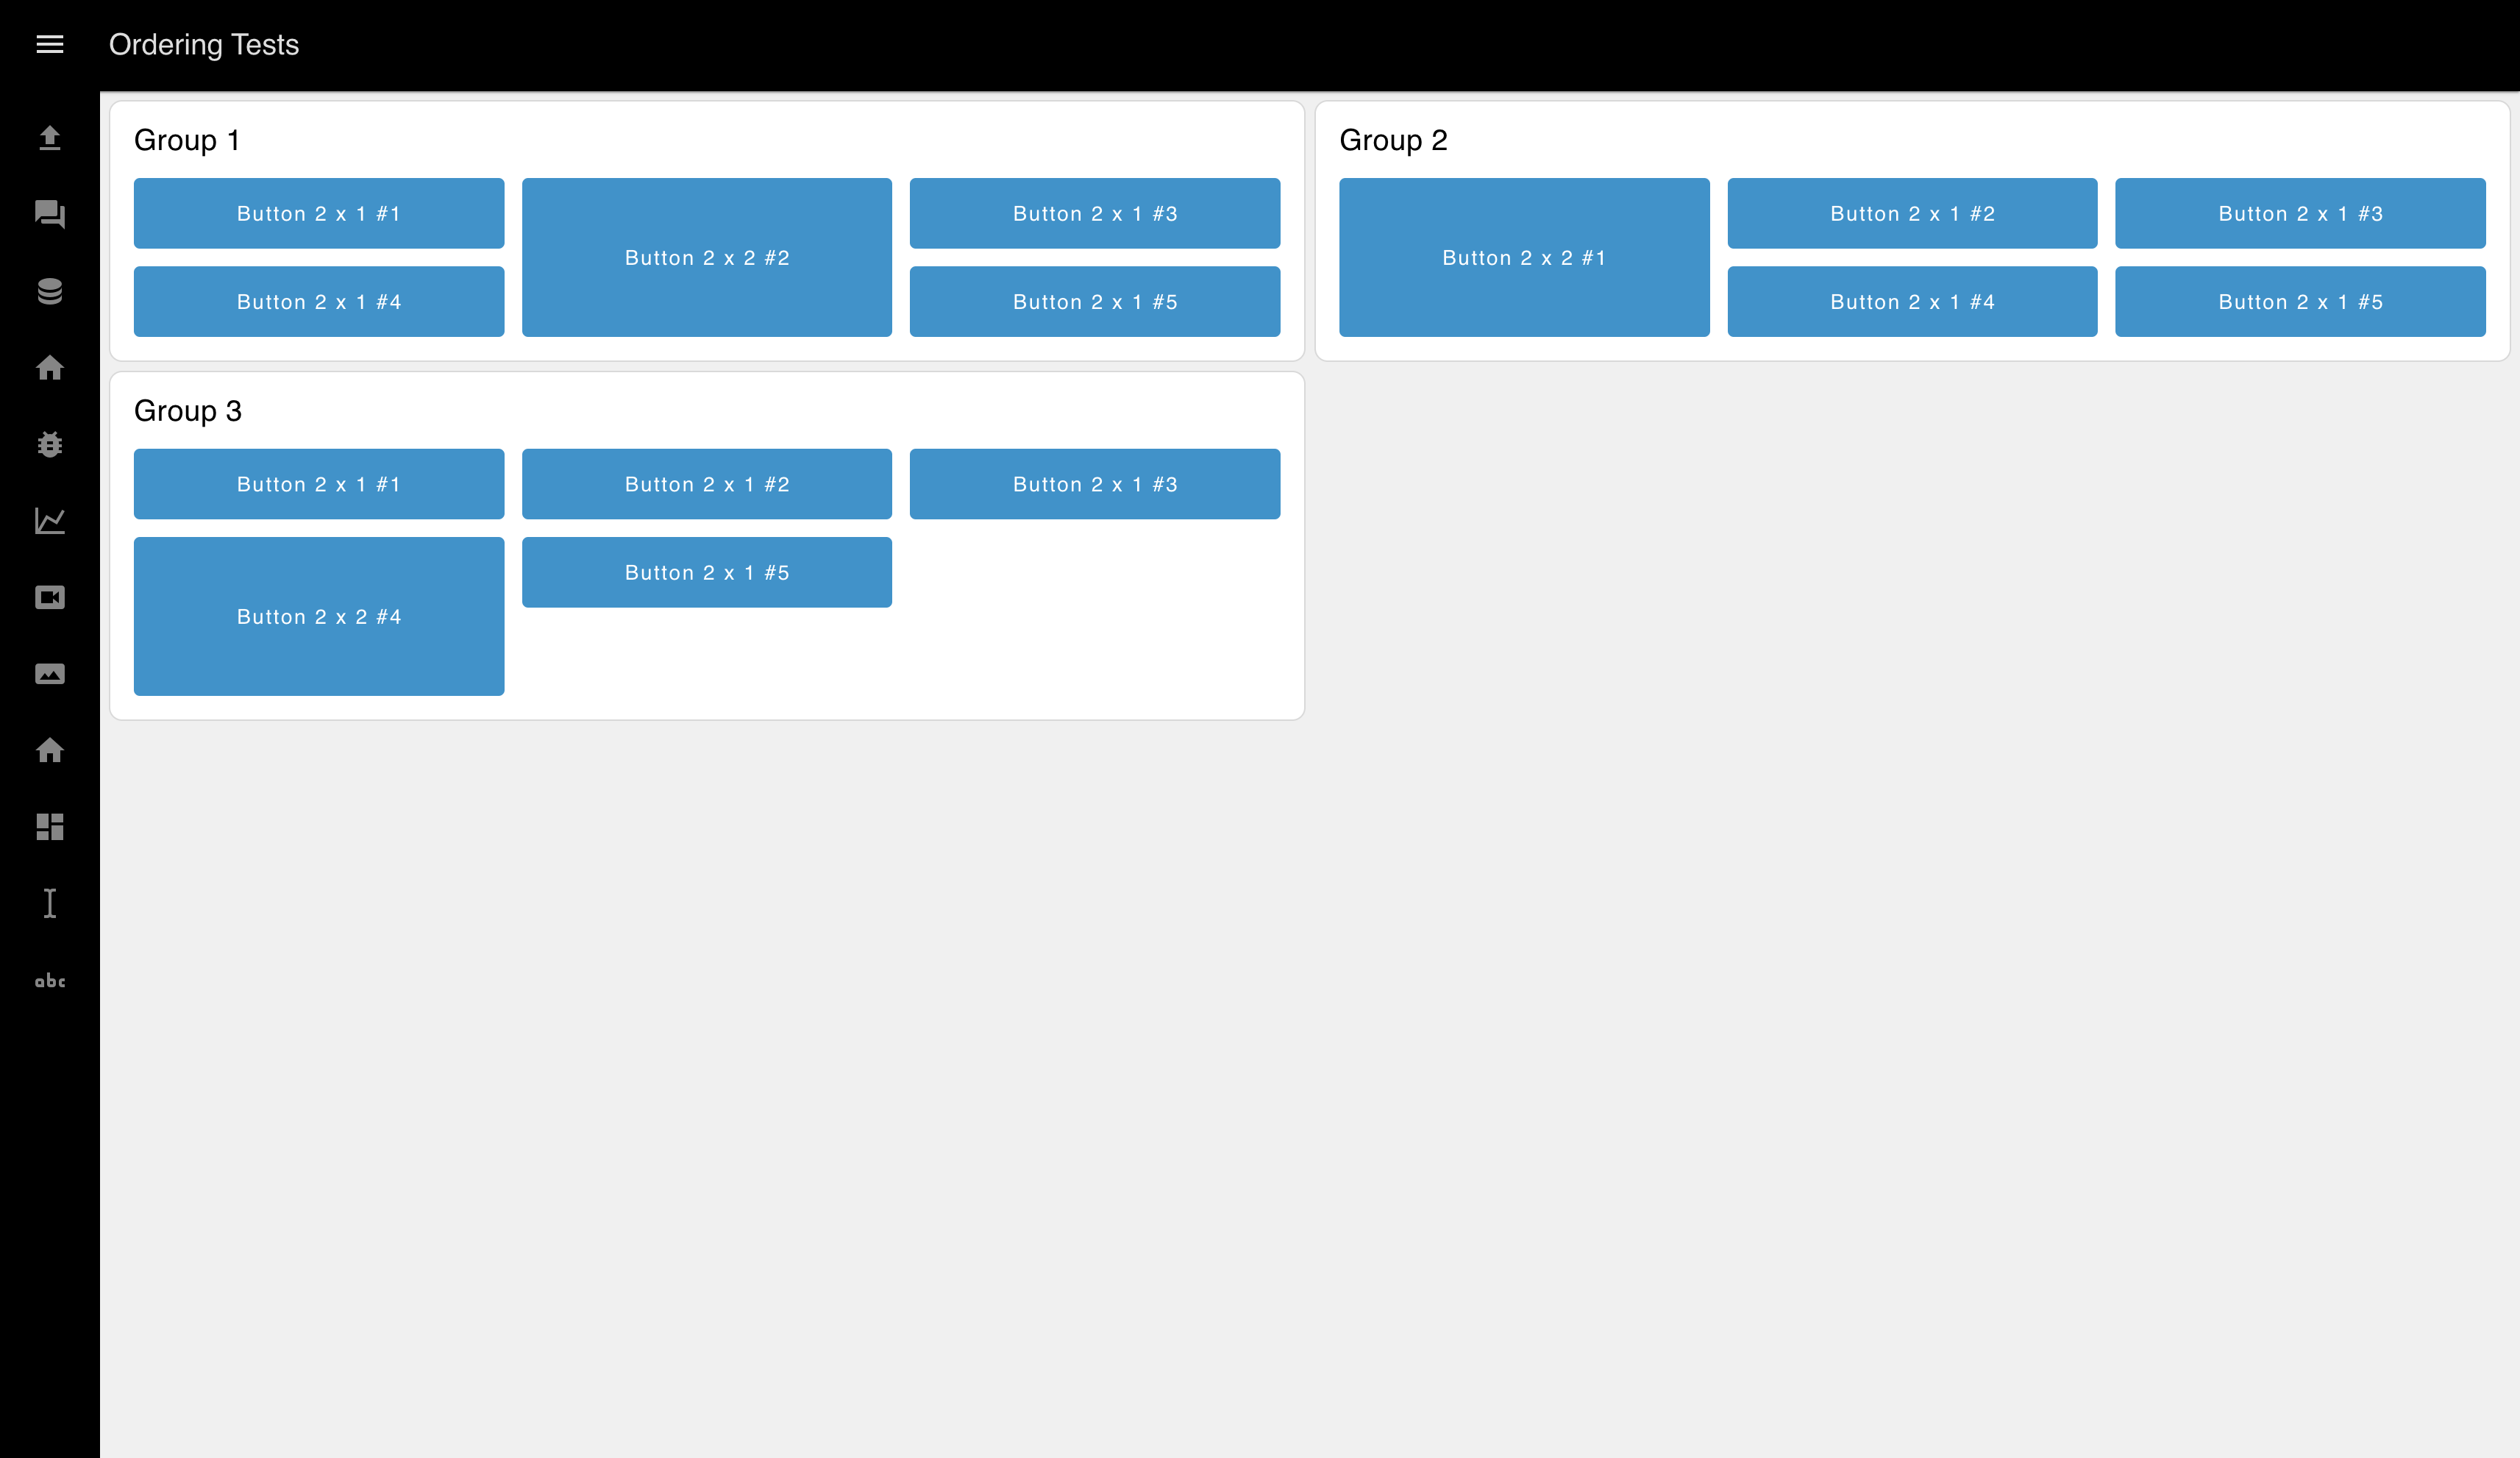 Ordering Tests
Group 1
Button 2 x 1 #1
Button 2 x 2 #2
Button 2 x 1 #3
Button 2 x 1 #4
Button 2 x 1 #5
Group 2
Button 2 x 2 #1
Button 2 x 1 #2
Button 2 x 1 #3
Button 2 x 1 #4
Button 2 x 1 #5
Group 3
Button 2 x 1 #1
Button 2 x 1 #2
Button 2 x 1 #3
Button 2 x 2 #4
Button 2 x 1 #5
abc